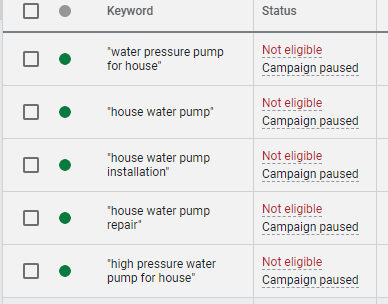 Keyword Status
"water pressure pump
for house"
Not eligible
Campaign paused
"house water pump"
Not eligible
Campaign paused
"house water pump
installation"
Not eligible
Campaign paused
"house water pump
repair"
Not eligible
Campaign paused
"high pressure water
pump for house"
Not eligible
Campaign paused